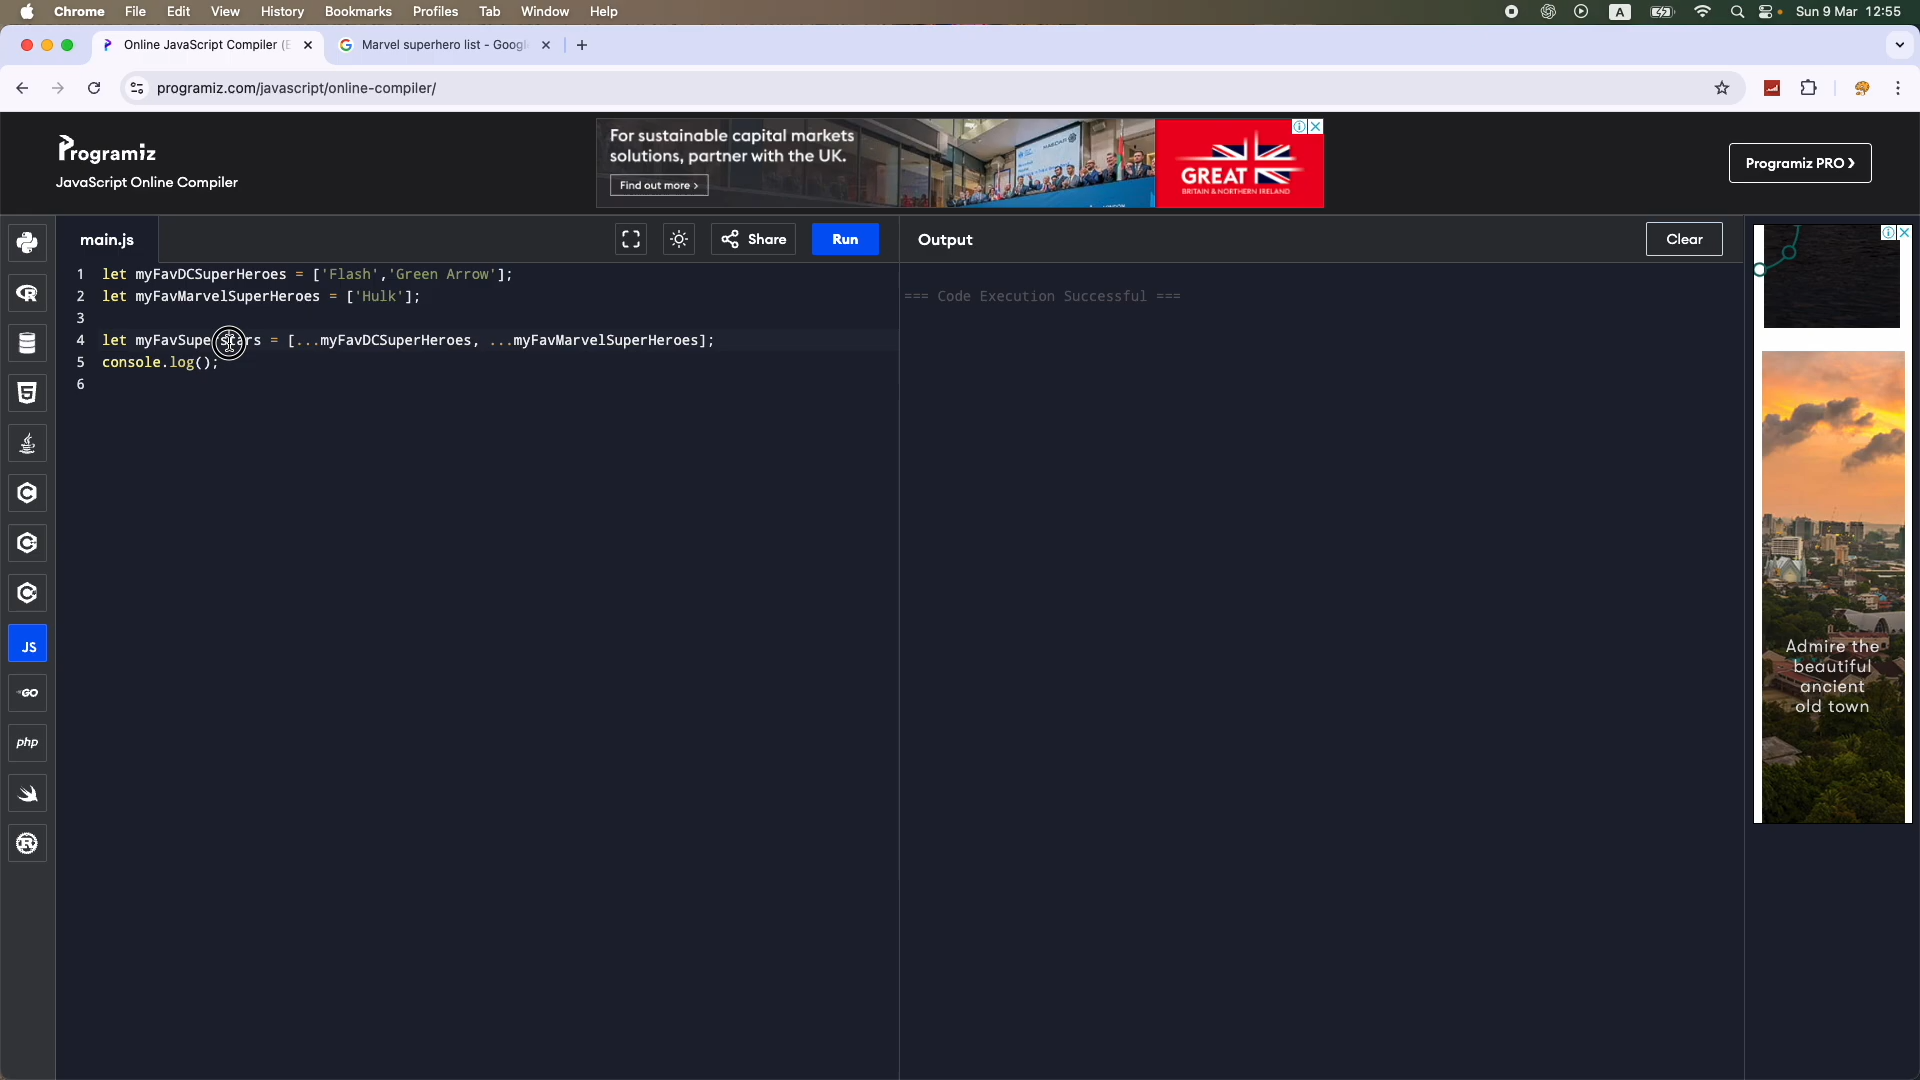 Chrome File Edit View History Bookmarks Profiles Tab Window Help
A
Sun 9 Mar 12:55
Online JavaScript Compiler (E
Marvel superhero list - Googl
programiz.com/javascript/online-compiler/
Programiz
JavaScript Online Compiler
For sustainable capital markets
solutions, partner with the UK.
Find out more >
NASDAQ
GREAT
BRITAIN & NORTHERN IRELAND
Programiz PRO >
main.js
Share
Run
Output
Clear
1 let myFavDCSuperHeroes = ['Flash','Green Arrow'];
2 let myFavMarvelSuperHeroes = ['Hulk'];
3
4 let myFavSuperstars = [...myFavDCSuperHeroes, ...myFavMarvelSuperHeroes];
5 console.log();
6
=== Code Execution Successful ===
JS
GO
php
Admire the
beautiful
ancient
old town